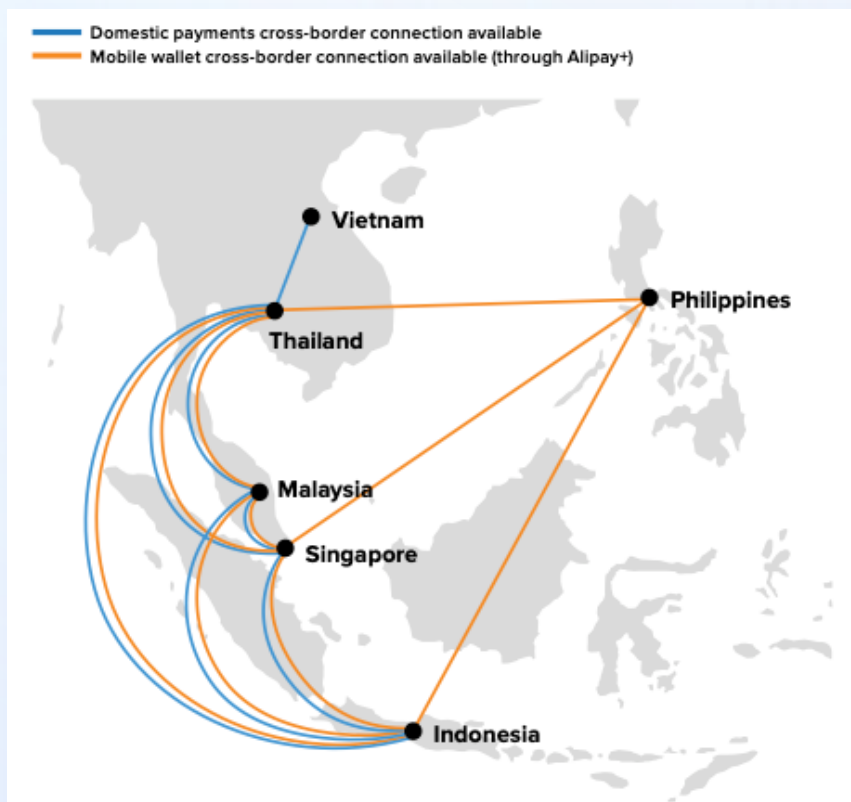 Domestic payments cross-border connection available
Mobile wallet cross-border connection available (through Alipay+)
Vietnam
Philippines
Thailand
Malaysia
Singapore
Indonesia